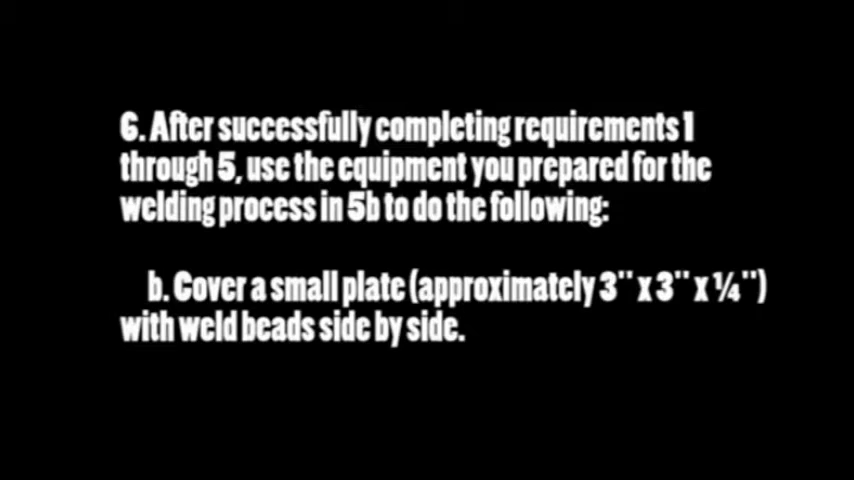 6. After successfully completing requirements 1
through 5, use the equipment you prepared for the
welding process in 5b to do the following:
b. Cover a small plate (approximately 3" x 3" x ¼")
with weld beads side by side.